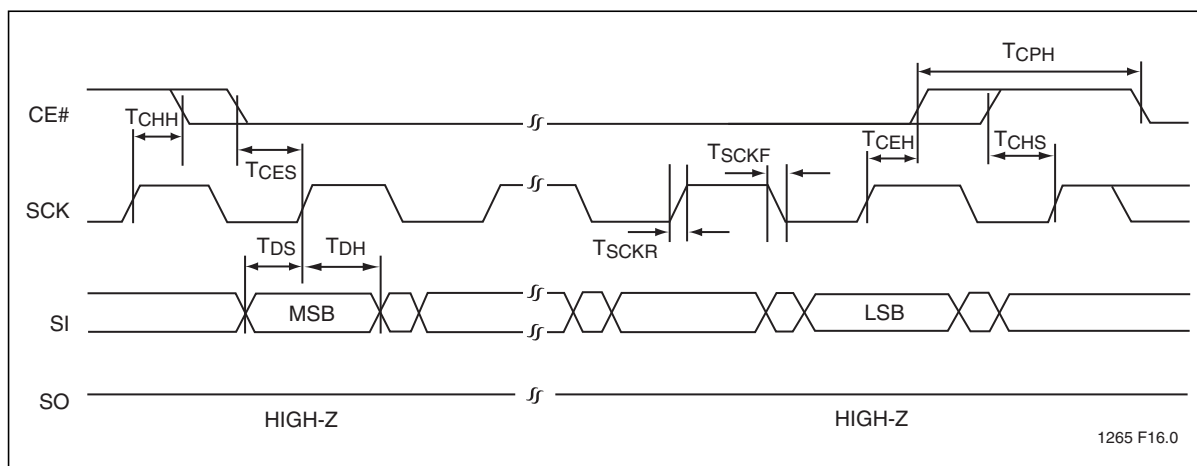 TCPH
CE#
TCHH
TCES
TSCKF
TCEH
TCHS
SCK
TDS
TDH
TSCKR
SI
MSB
LSB
SO
HIGH-Z
HIGH-Z
1265 F16.0